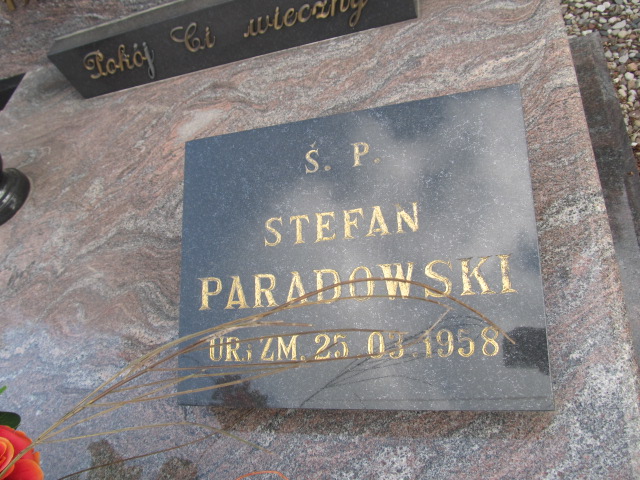 Pokój Ci wieczny
Ś. P.
STEFAN
PARADOWSKI
UR. I ZM. 25 03.1958